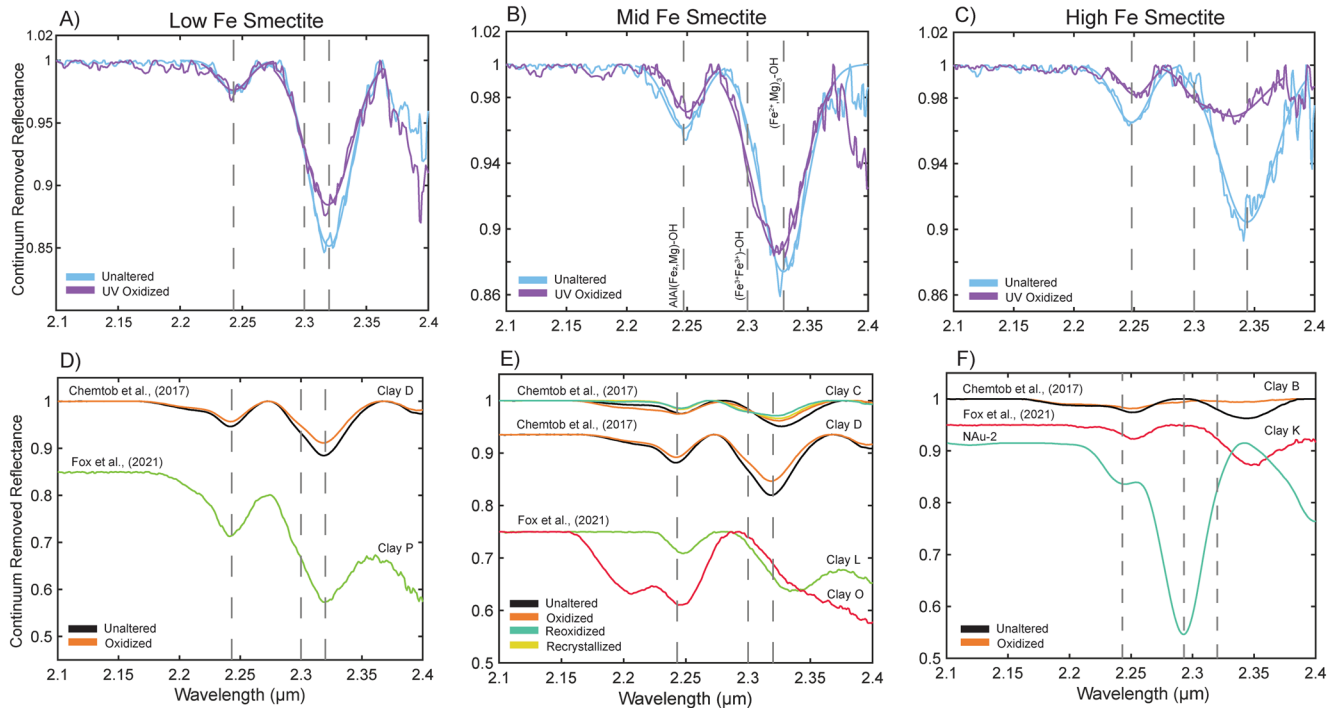 A)
Low Fe Smectite
B)
Mid Fe Smectite
C)
High Fe Smectite
Continuum Removed Reflectance
1.02
1
0.95
0.9
0.85
Unaltered
UV Oxidized
2.1
2.15
2.2
2.25
2.3
2.35
2.4
1.02
1
0.98
0.94
0.9
0.86
AlAl(Fe₂,Mg)-OH
(Fe³⁺Fe³⁺)-OH
(Fe²⁺,Mg)₃-OH
Unaltered
UV Oxidized
2.1
2.15
2.2
2.25
2.3
2.35
2.4
1.02
1
0.98
0.94
0.9
0.86
Unaltered
UV Oxidized
2.1
2.15
2.2
2.25
2.3
2.35
2.4
D)
Continuum Removed Reflectance
1
0.9
0.8
0.7
0.6
0.5
Chemtob et al., (2017)
Clay D
Fox et al., (2021)
Clay P
Unaltered
Oxidized
2.1
2.15
2.2
2.25
2.3
2.35
2.4
Wavelength (µm)
E)
1
0.9
0.8
0.7
0.6
0.5
Chemtob et al., (2017)
Clay C
Chemtob et al., (2017)
Clay D
Fox et al., (2021)
Clay L
Clay O
Unaltered
Oxidized
Reoxidized
Recrystallized
2.1
2.15
2.2
2.25
2.3
2.35
2.4
Wavelength (µm)
F)
1
0.9
0.8
0.7
0.6
0.5
Chemtob et al., (2017)
Clay B
Fox et al., (2021)
NAu-2
Clay K
Unaltered
Oxidized
2.1
2.15
2.2
2.25
2.3
2.35
2.4
Wavelength (µm)